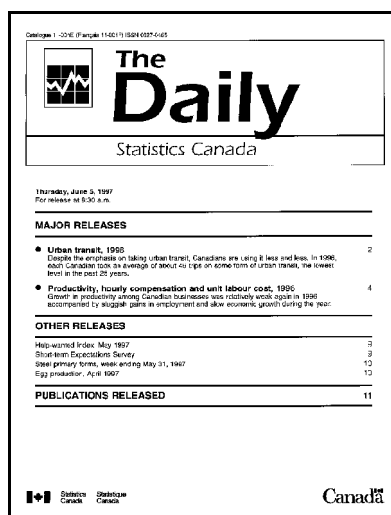 Catalogue 11-001E (Français 11-001F) ISSN 0827-0465
The
Daily
Statistics Canada
Thursday, June 5, 1997
For release at 8:30 a.m.
MAJOR RELEASES
● Urban transit, 1996 2
Despite the emphasis on taking urban transit, Canadians are using it less and less. In 1996,
each Canadian took an average of about 48 trips on some form of urban transit, the lowest
level in the past 25 years.
● Productivity, hourly compensation and unit labour cost, 1996 4
Growth in productivity among Canadian businesses was relatively weak again in 1996
accompanied by sluggish gains in employment and slow economic growth during the year.
OTHER RELEASES
Help-wanted Index, May 1997 9
Short-term Expectations Survey 9
Steel primary forms, week ending May 31, 1997 10
Egg production, April 1997 10
PUBLICATIONS RELEASED 11
Statistics Statistique
Canada Canada
Canada